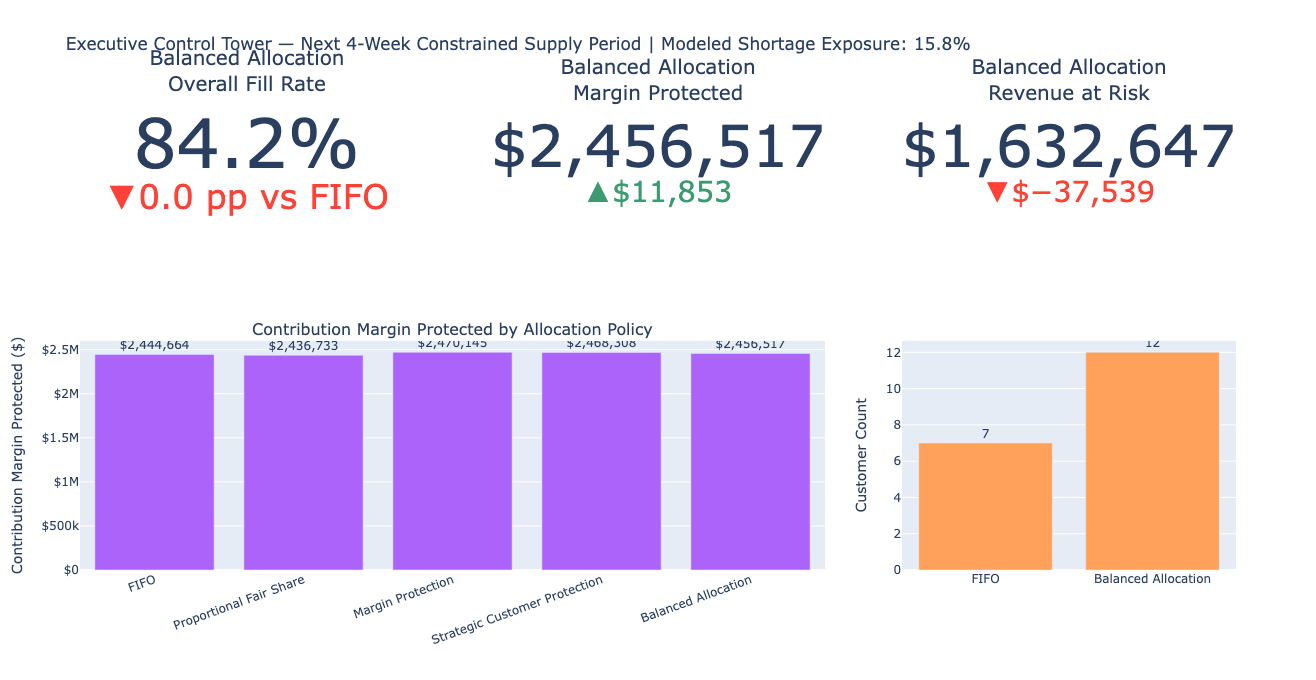 Executive Control Tower — Next 4-Week Constrained Supply Period | Modeled Shortage Exposure: 15.8%
Balanced Allocation
Overall Fill Rate
84.2%
▼0.0 pp vs FIFO
Balanced Allocation
Margin Protected
$2,456,517
▲$11,853
Balanced Allocation
Revenue at Risk
$1,632,647
▼$−37,539
Contribution Margin Protected by Allocation Policy
Contribution Margin Protected ($)
$2.5M
$2M
$1.5M
$1M
$500k
$0
$2,444,664
$2,436,733
$2,470,145
$2,468,308
$2,456,517
FIFO
Proportional Fair Share
Margin Protection
Strategic Customer Protection
Balanced Allocation
Customer Count
12
10
8
6
4
2
0
7
12
FIFO
Balanced Allocation